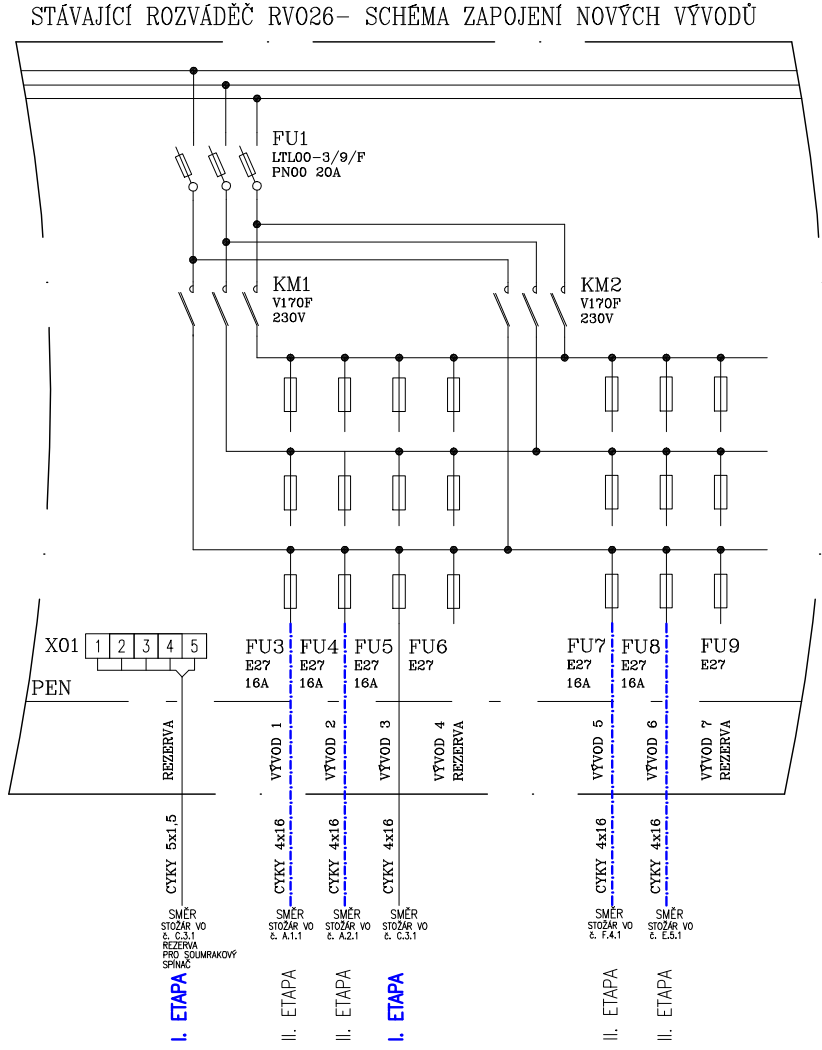 STÁVAJÍCÍ ROZVÁDĚČ RVO26- SCHÉMA ZAPOJENÍ NOVÝCH VÝVODŮ
FU1
LTL00-3/9/F
PN00 20A
KM1
V170F
230V
KM2
V170F
230V
X01
1 2 3 4 5
PEN
FU3
E27
16A
FU4
E27
16A
FU5
E27
16A
FU6
E27
FU7
E27
16A
FU8
E27
16A
FU9
E27
REZERVA
VÝVOD 1
VÝVOD 2
VÝVOD 3
VÝVOD 4
REZERVA
VÝVOD 5
VÝVOD 6
VÝVOD 7
REZERVA
CYKY 5x1,5
CYKY 4x16
CYKY 4x16
CYKY 4x16
CYKY 4x16
CYKY 4x16
SMĚR
STOŽÁR VO
č. C.3.1
REZERVA
PRO SOUMRAKOVÝ
SPÍNAČ
SMĚR
STOŽÁR VO
č. A.1.1
SMĚR
STOŽÁR VO
č. A.2.1
SMĚR
STOŽÁR VO
č. C.3.1
SMĚR
STOŽÁR VO
č. F.4.1
SMĚR
STOŽÁR VO
č. E.5.1
I. ETAPA
II. ETAPA
II. ETAPA
I. ETAPA
II. ETAPA
II. ETAPA